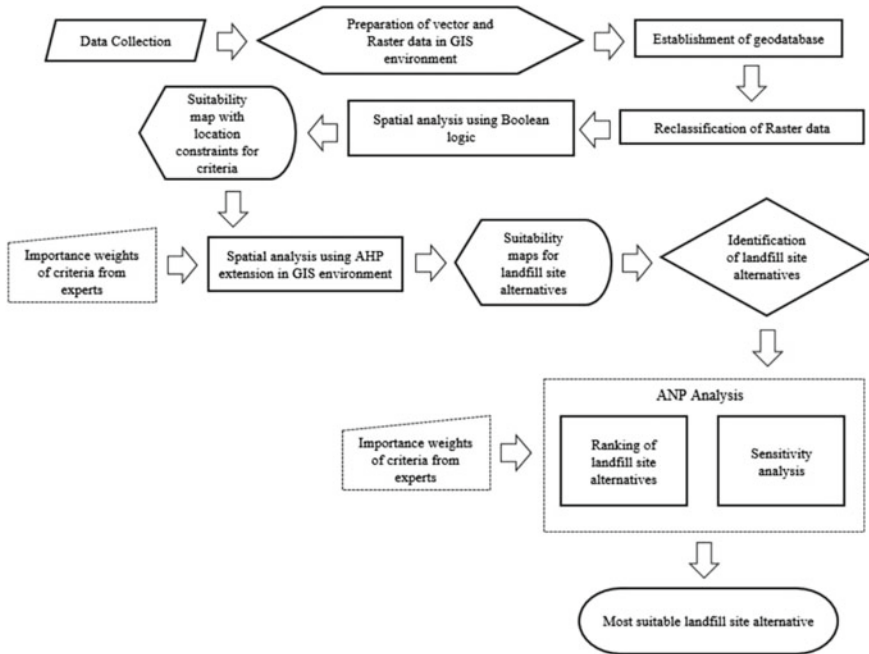 Data Collection
Preparation of vector and
Raster data in GIS
environment
Establishment of geodatabase
Reclassification of Raster data
Spatial analysis using Boolean
logic
Suitability
map with
location
constraints for
criteria
Importance weights
of criteria from
experts
Spatial analysis using AHP
extension in GIS environment
Suitability
maps for
landfill site
alternatives
Identification
of landfill site
alternatives
ANP Analysis
Importance weights
of criteria from
experts
Ranking of
landfill site
alternatives
Sensitivity
analysis
Most suitable landfill site alternative